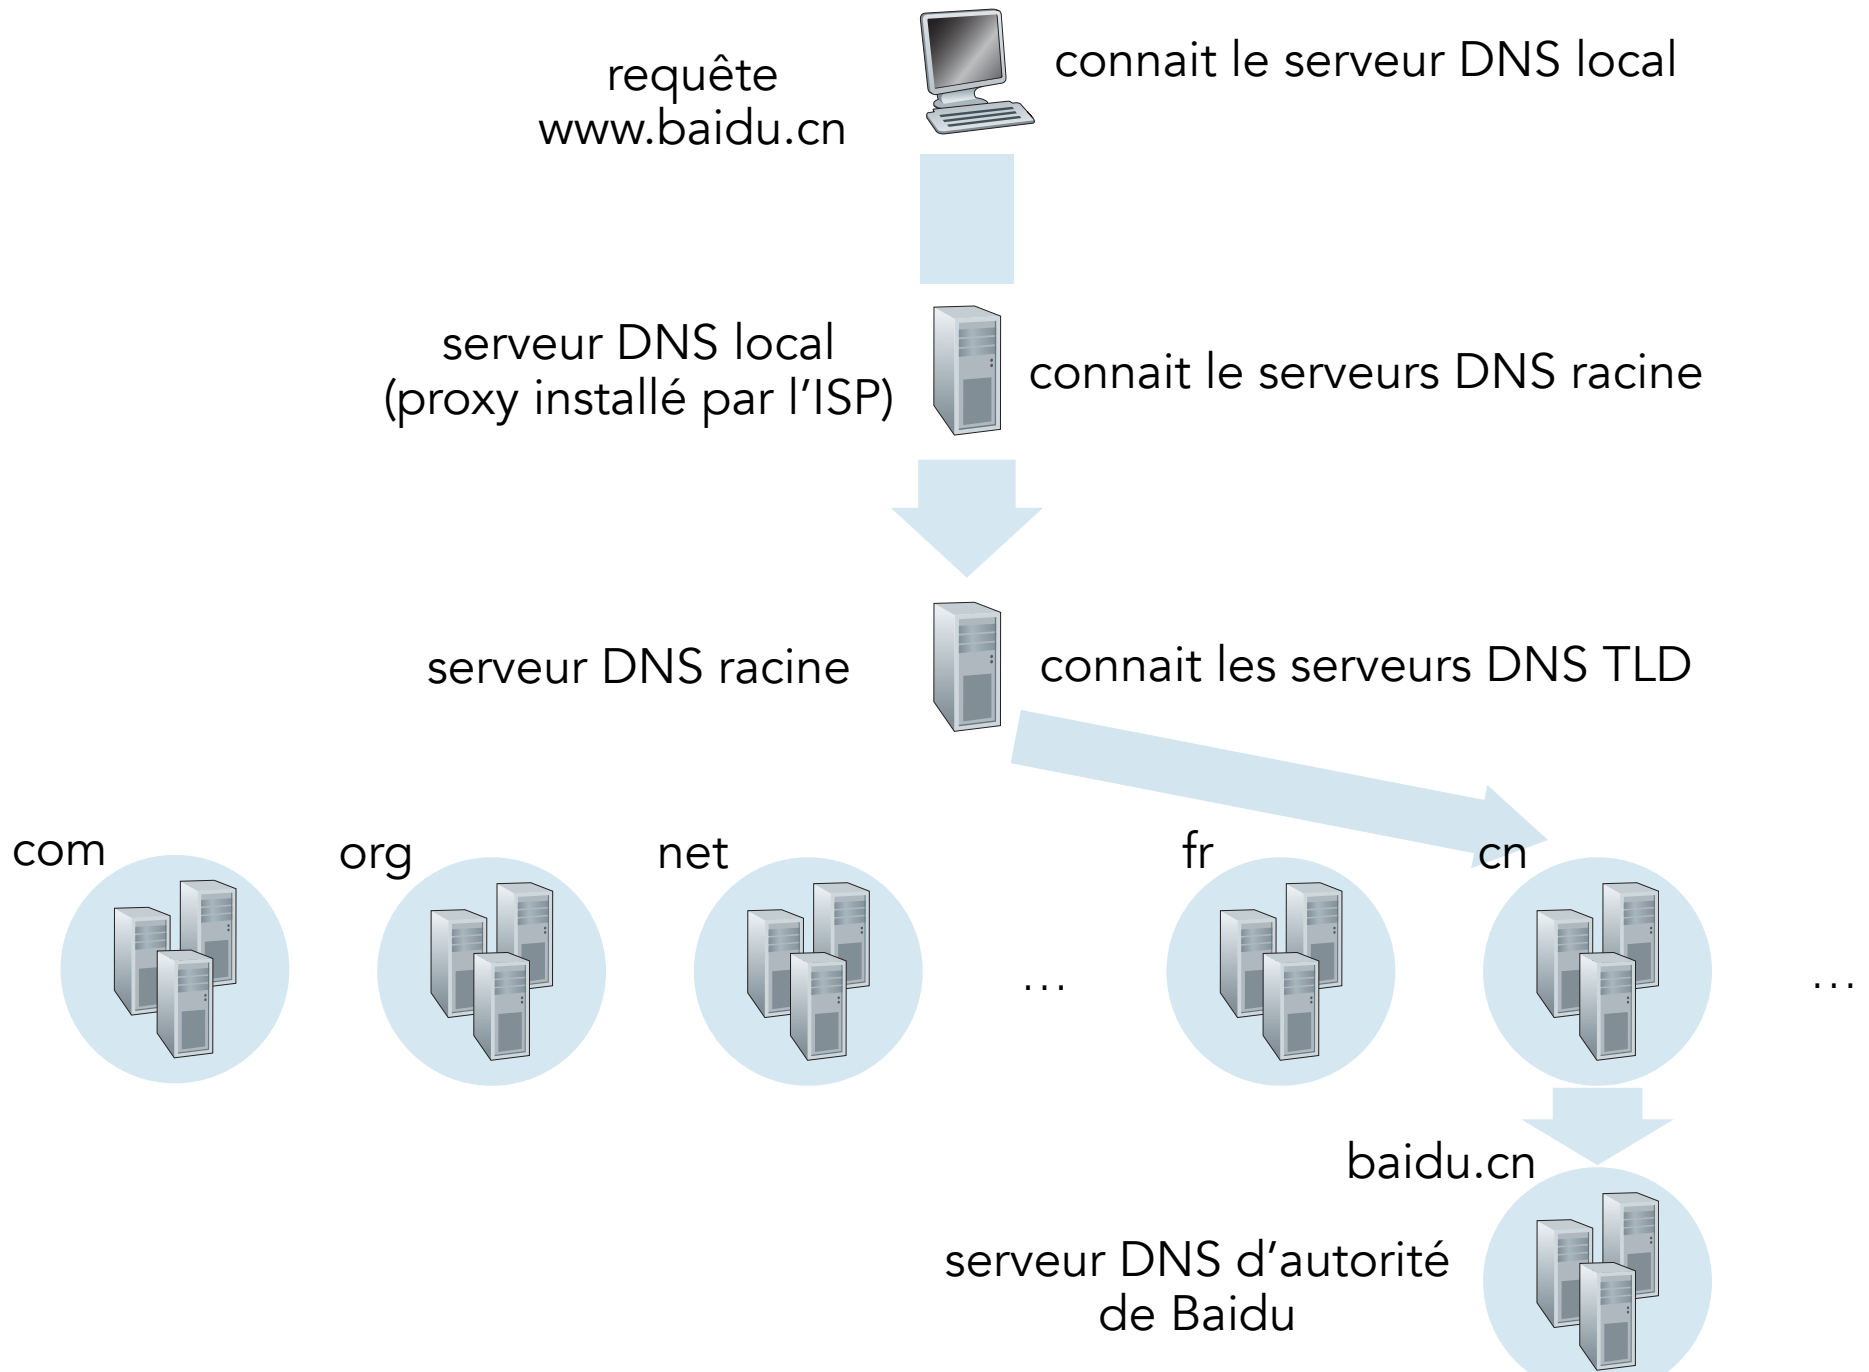 requête
www.baidu.cn
connait le serveur DNS local
serveur DNS local
(proxy installé par l’ISP)
connait le serveurs DNS racine
serveur DNS racine
connait les serveurs DNS TLD
com
org
net
...
fr
cn
...
baidu.cn
serveur DNS d’autorité
de Baidu